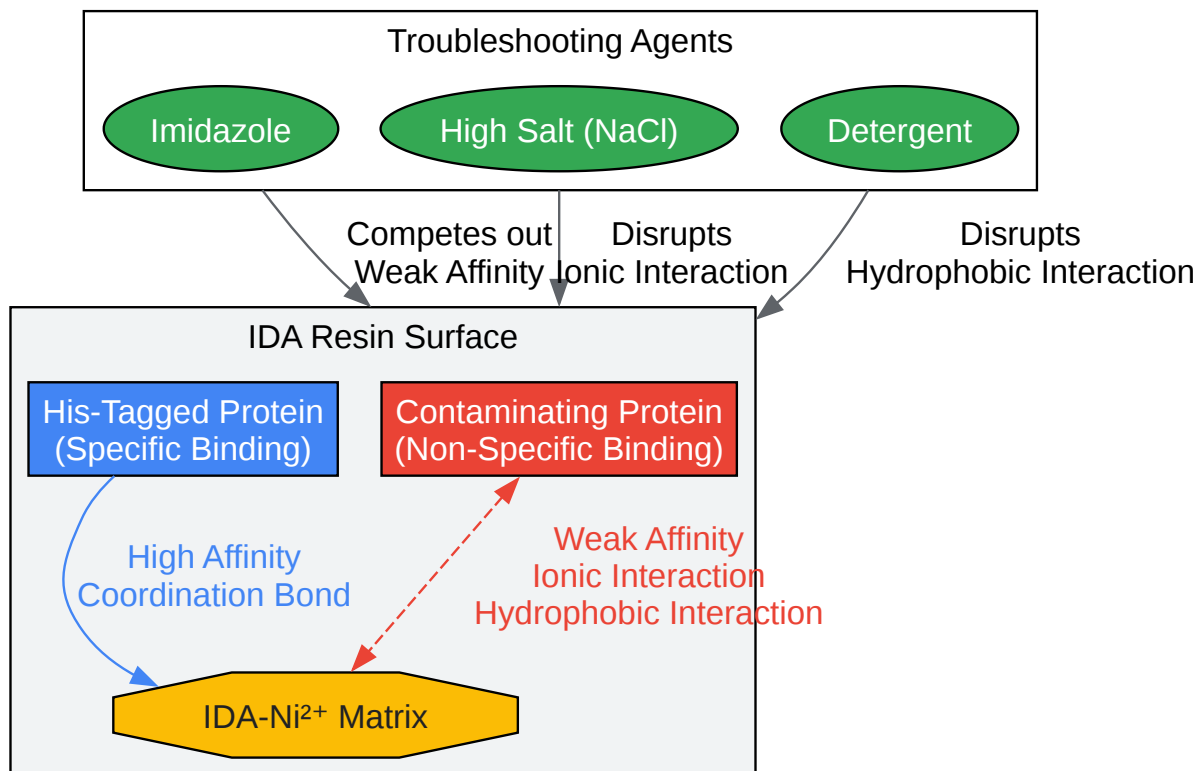 Troubleshooting Agents
Imidazole
High Salt (NaCl)
Detergent
Competes out
Weak Affinity
Disrupts
Ionic Interaction
Disrupts
Hydrophobic Interaction
IDA Resin Surface
His-Tagged Protein
(Specific Binding)
Contaminating Protein
(Non-Specific Binding)
High Affinity
Coordination Bond
Weak Affinity
Ionic Interaction
Hydrophobic Interaction
IDA-Ni²⁺ Matrix